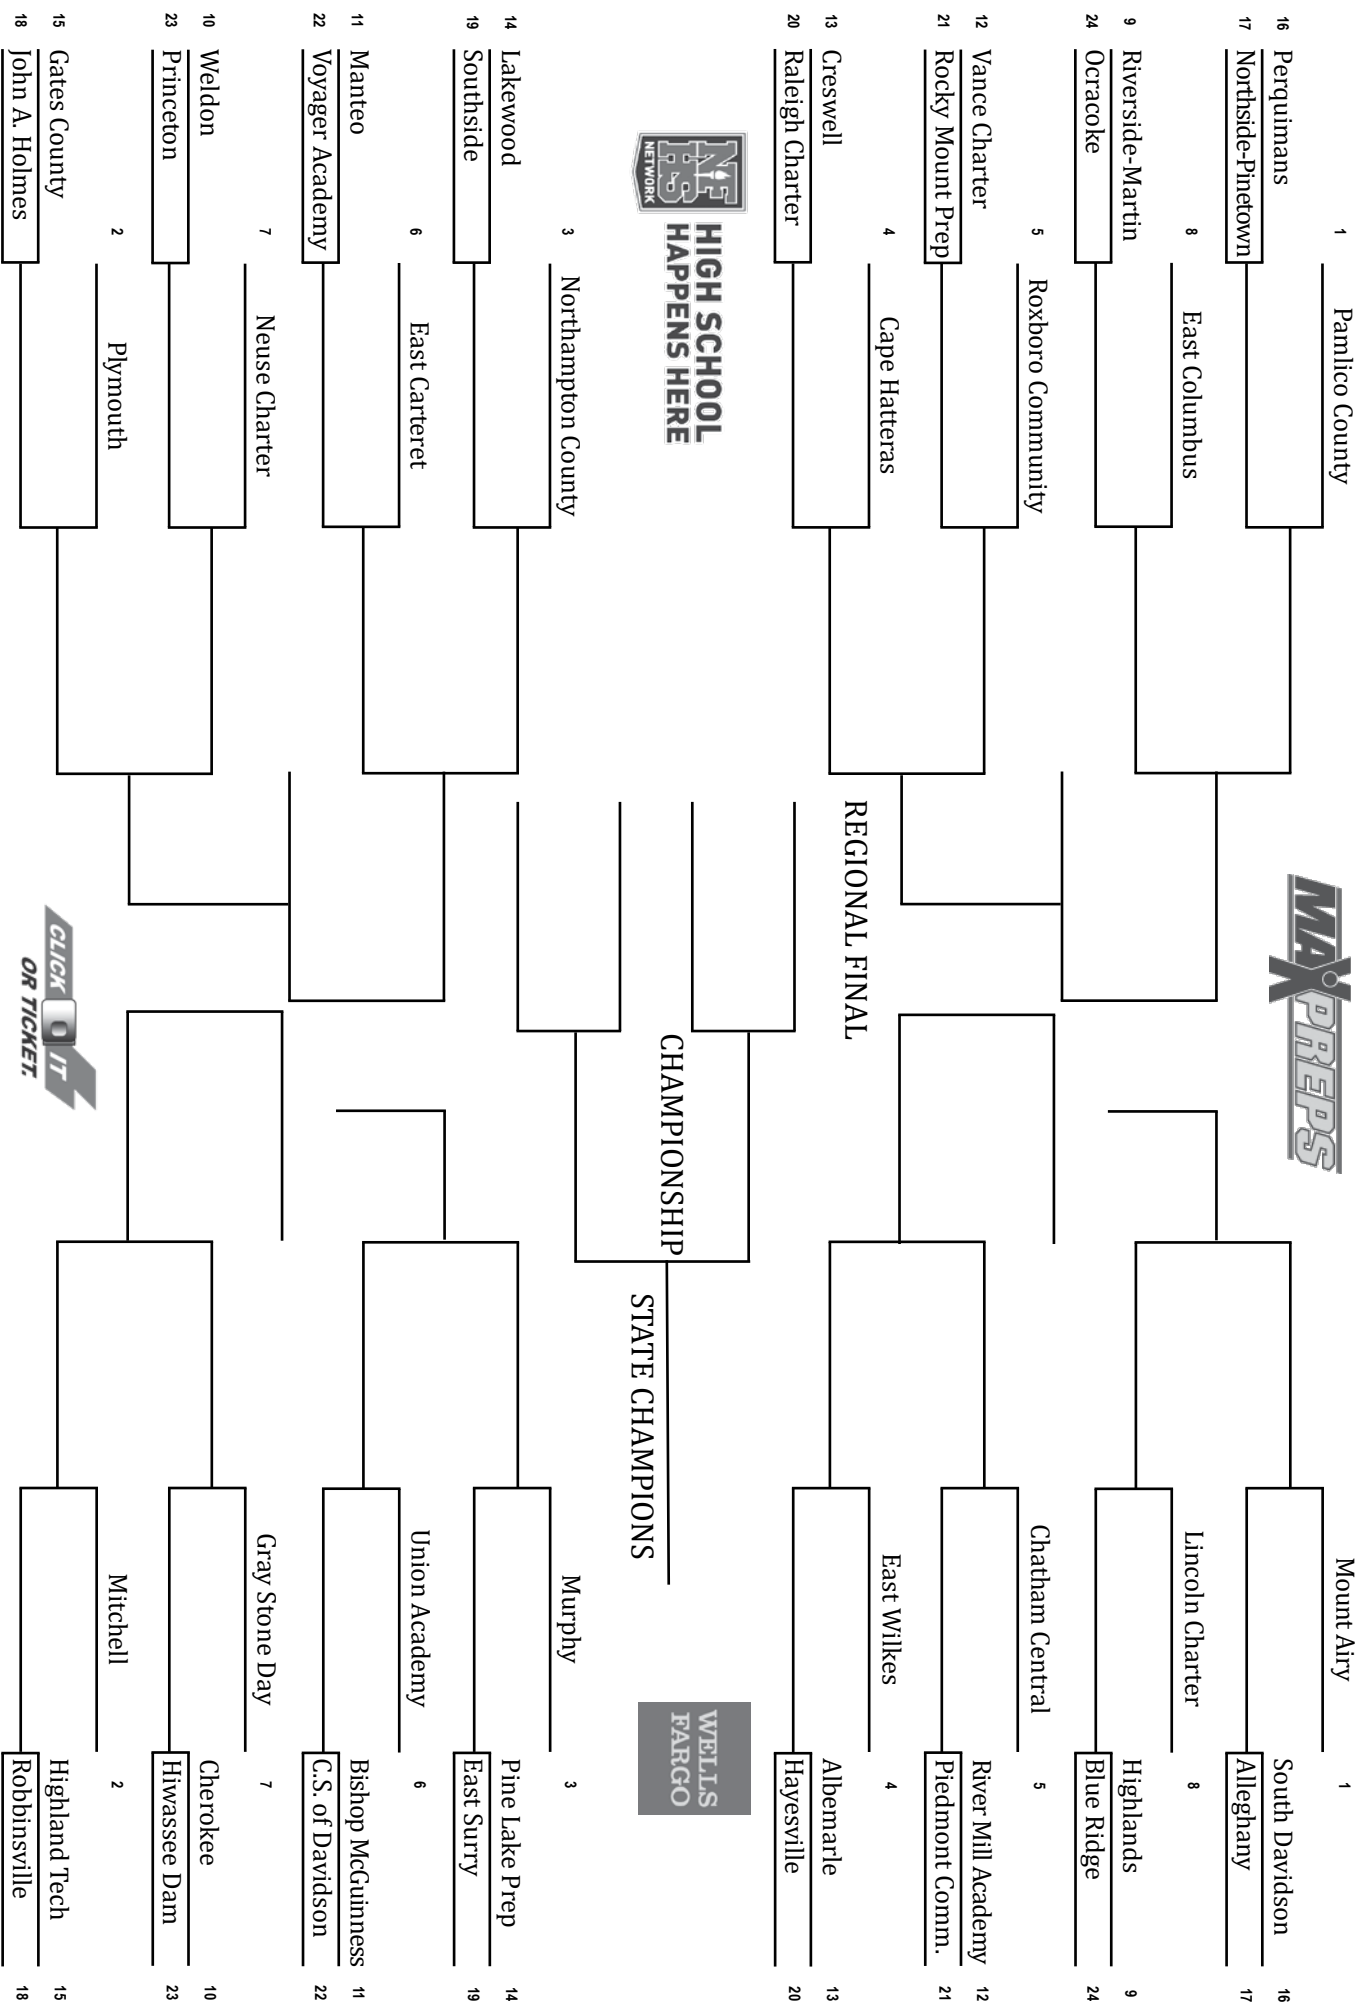 1
Pamlico County
16 Perquimans
17 Northside-Pinetown
8
East Columbus
9 Riverside-Martin
24 Ocracoke
5
Roxboro Community
12 Vance Charter
21 Rocky Mount Prep
4
Cape Hatteras
13 Creswell
20 Raleigh Charter
NFHS
NETWORK
HIGH SCHOOL
HAPPENS HERE
3
Northampton County
14 Lakewood
19 Southside
6
East Carteret
11 Manteo
22 Voyager Academy
7
Neuse Charter
10 Weldon
23 Princeton
2
Plymouth
15 Gates County
18 John A. Holmes
MAXPREPS
REGIONAL FINAL
CHAMPIONSHIP
STATE CHAMPIONS
CLICK IT
OR TICKET.
Mount Airy
1
South Davidson 16
Alleghany 17
Lincoln Charter
8
Highlands 9
Blue Ridge 24
Chatham Central
5
River Mill Academy 12
Piedmont Comm. 21
East Wilkes
4
Albemarle 13
Hayesville 20
WELLS
FARGO
Murphy
3
Pine Lake Prep 14
East Surry 19
Union Academy
6
Bishop McGuinness 11
C.S. of Davidson 22
Gray Stone Day
7
Cherokee 10
Hiwassee Dam 23
Mitchell
2
Highland Tech 15
Robbinsville 18